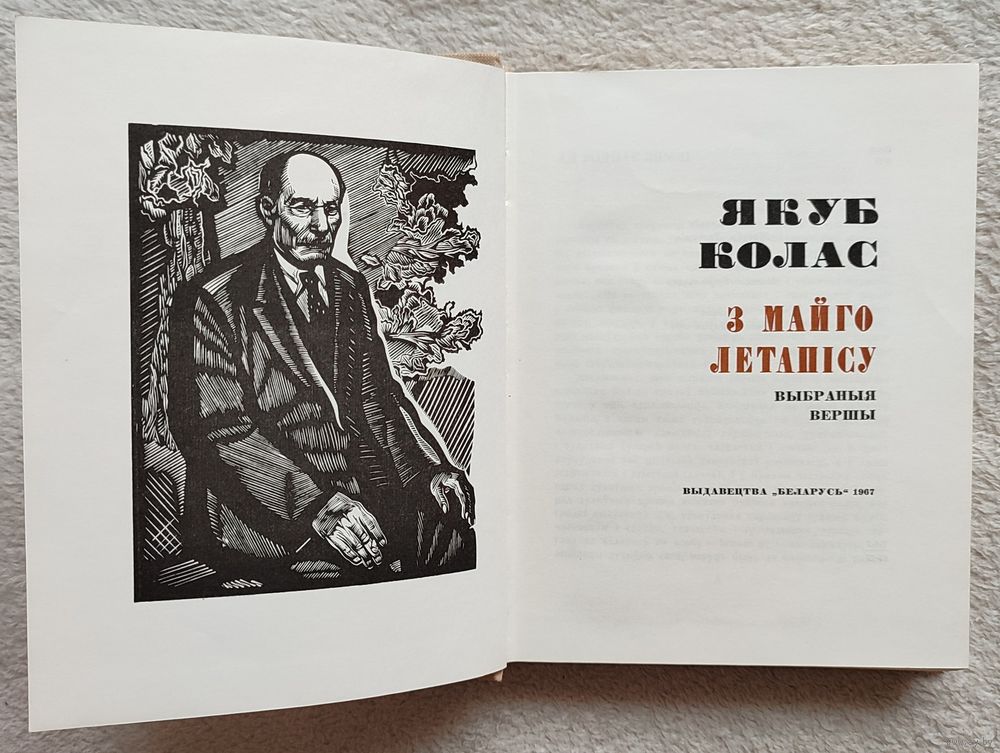 ЯКУБ
КОЛАС
З МАЙГО
ЛЕТАПІСУ
ВЫБРАНЫЯ
ВЕРШЫ
ВЫДАВЕЦТВА „БЕЛАРУСЬ“ 1967